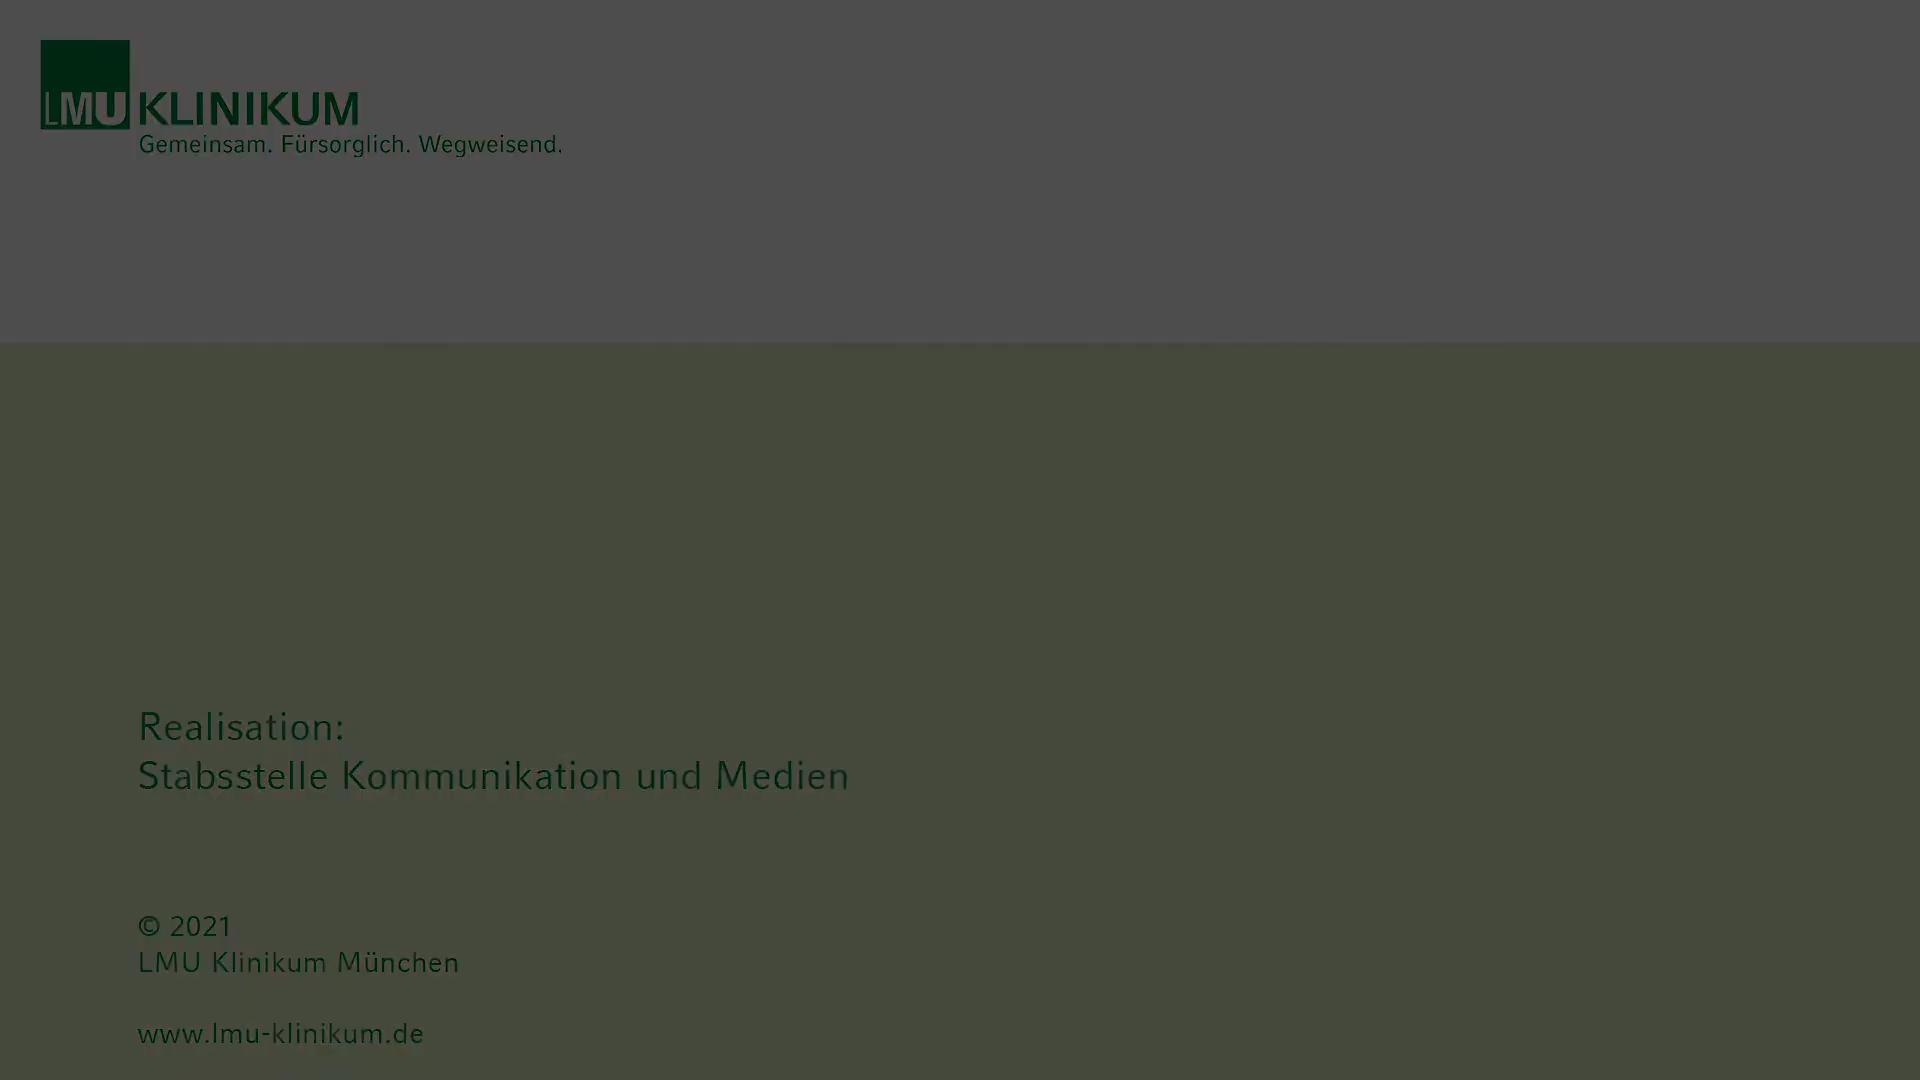 LMU KLINIKUM
Gemeinsam. Fürsorglich. Wegweisend.
Realisation:
Stabsstelle Kommunikation und Medien
© 2021
LMU Klinikum München
www.lmu-klinikum.de